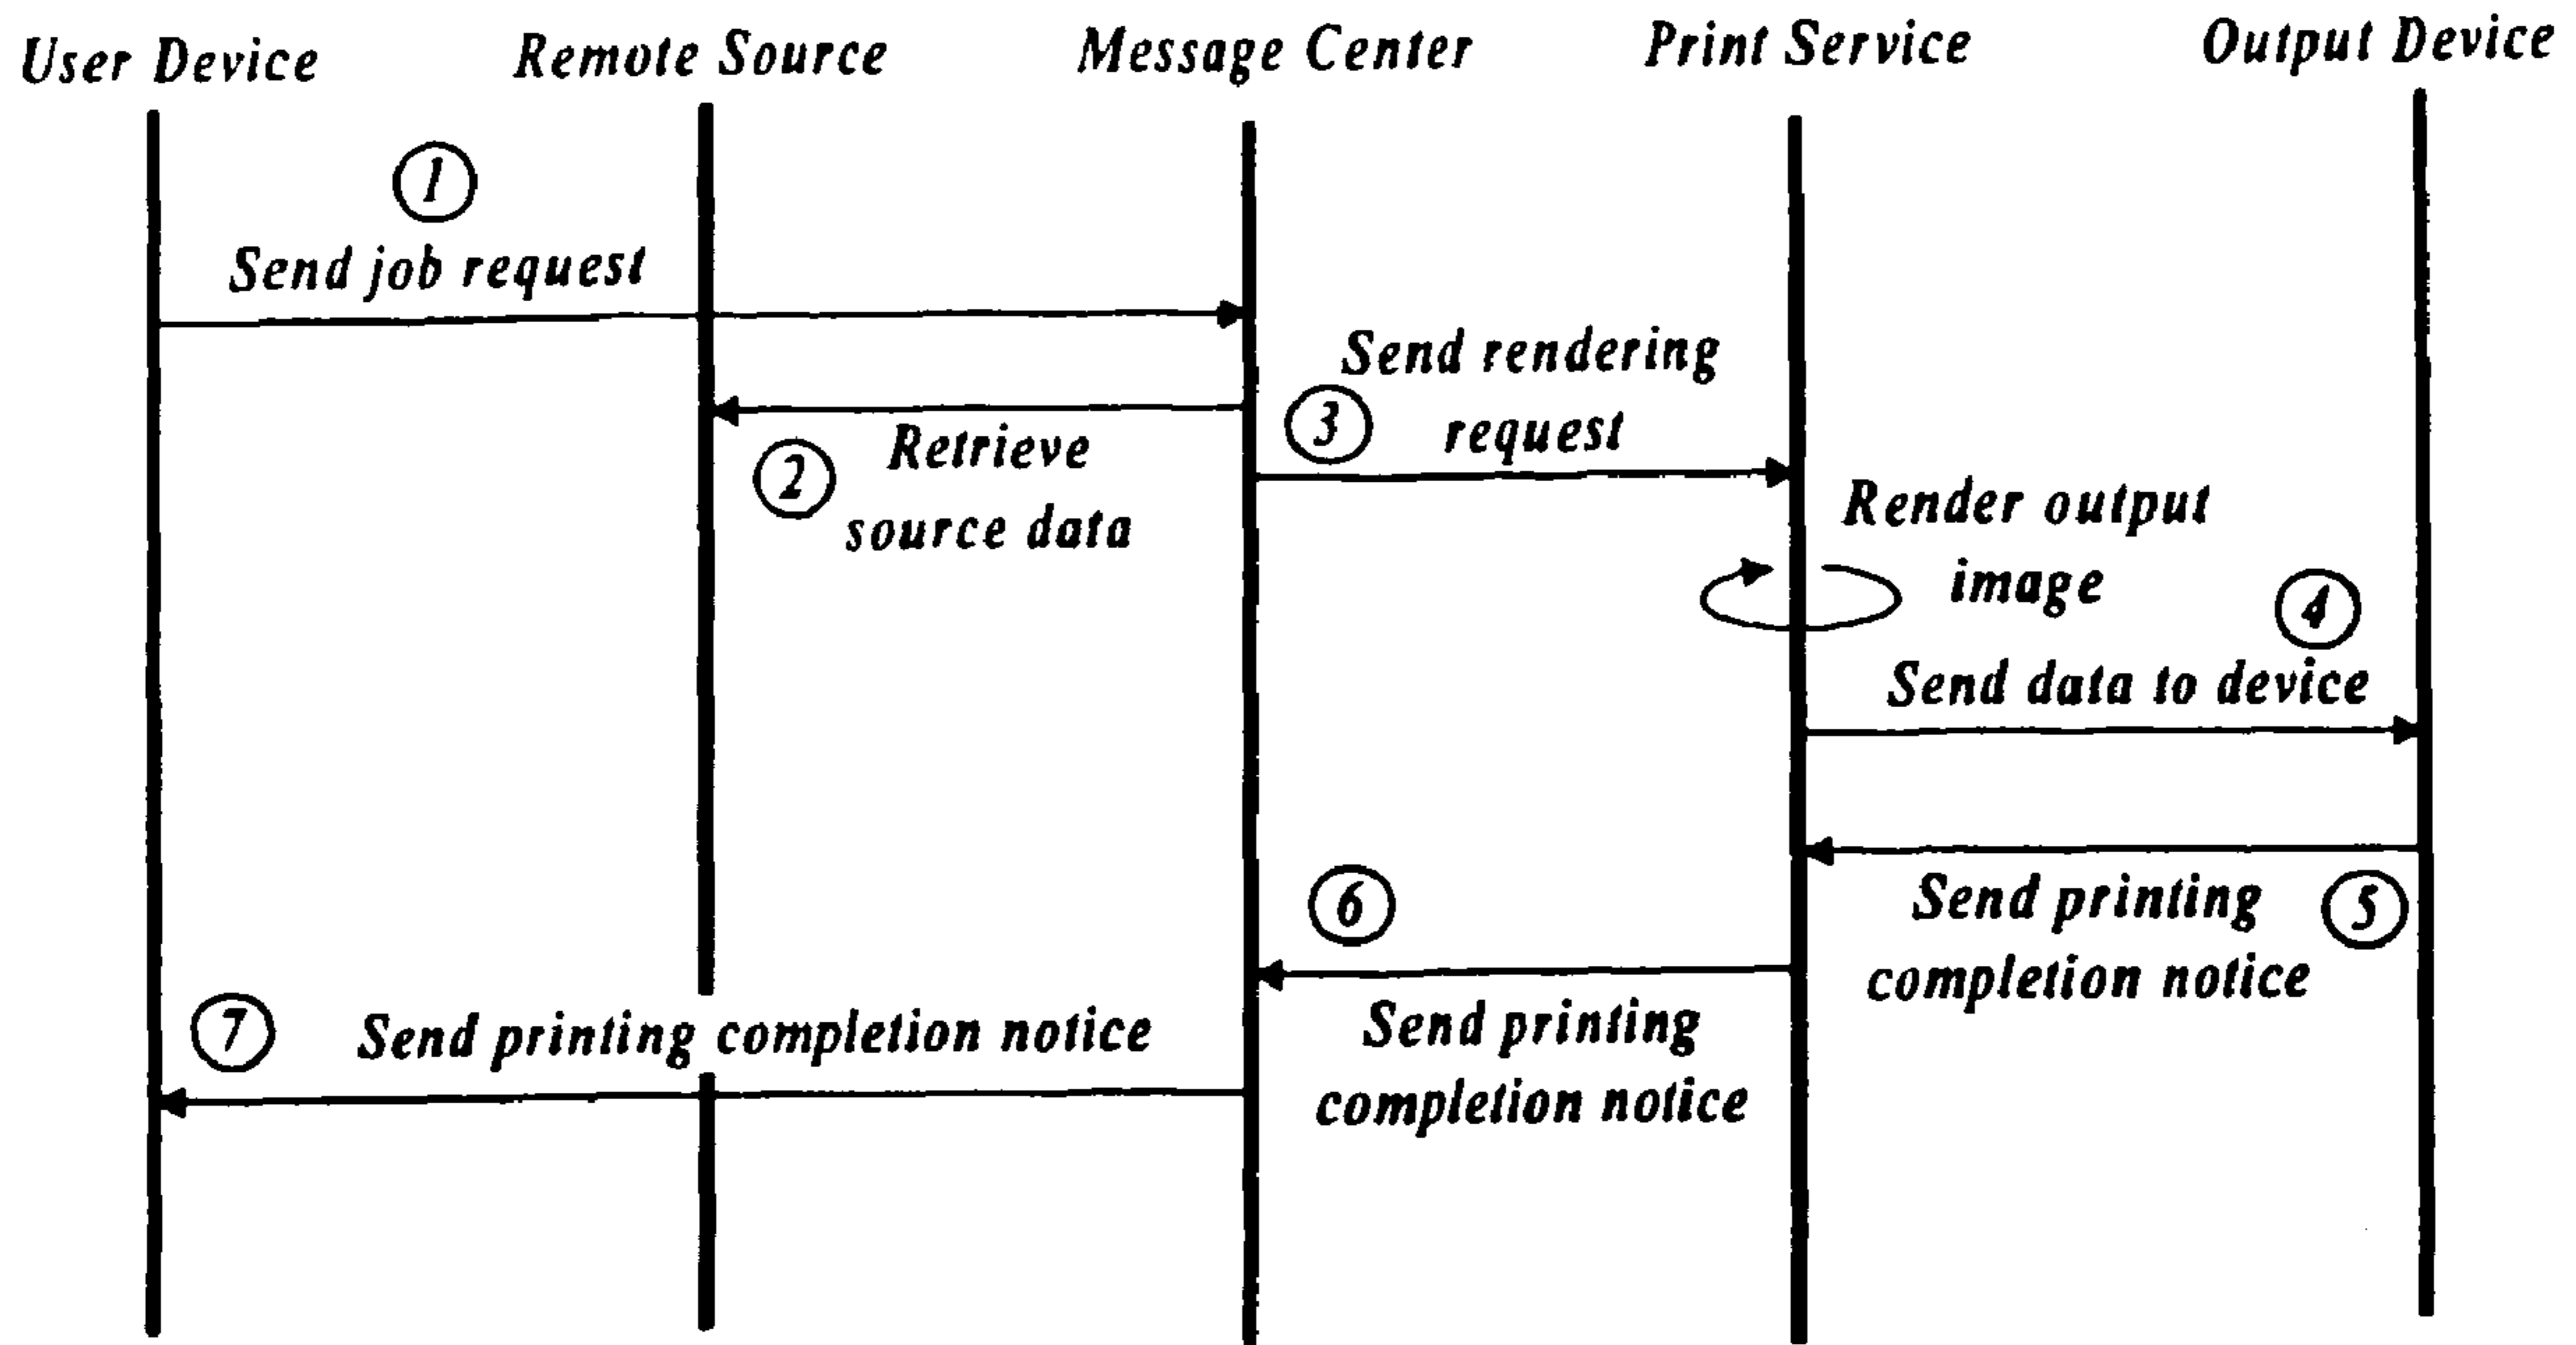 User Device
Remote Source
Message Center
Print Service
Output Device
1
Send job request
Send rendering
3
request
2
Retrieve
source data
Render output
image
4
Send data to device
5
Send printing
completion notice
6
Send printing
completion notice
7
Send printing completion notice